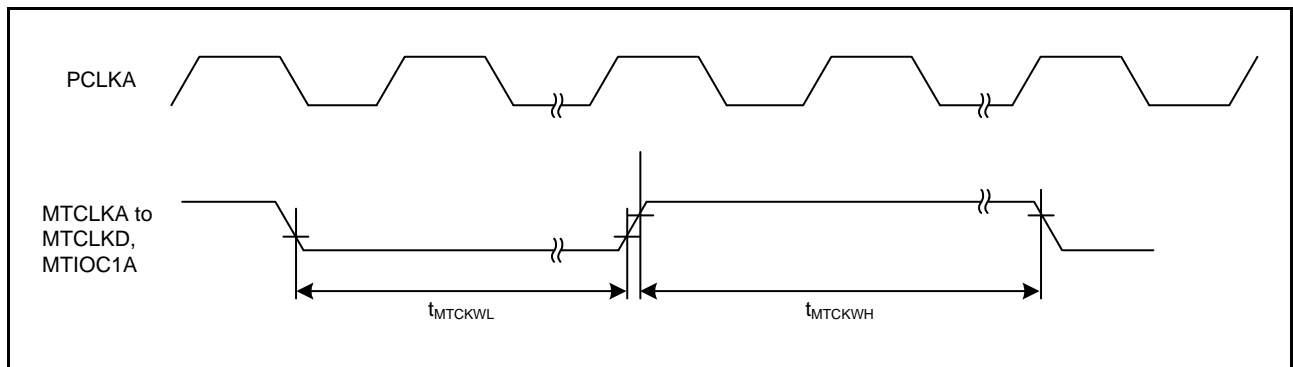 PCLKA
MTCLKA to
MTCLKD,
MTIOC1A
tMTCKWL
tMTCKWH